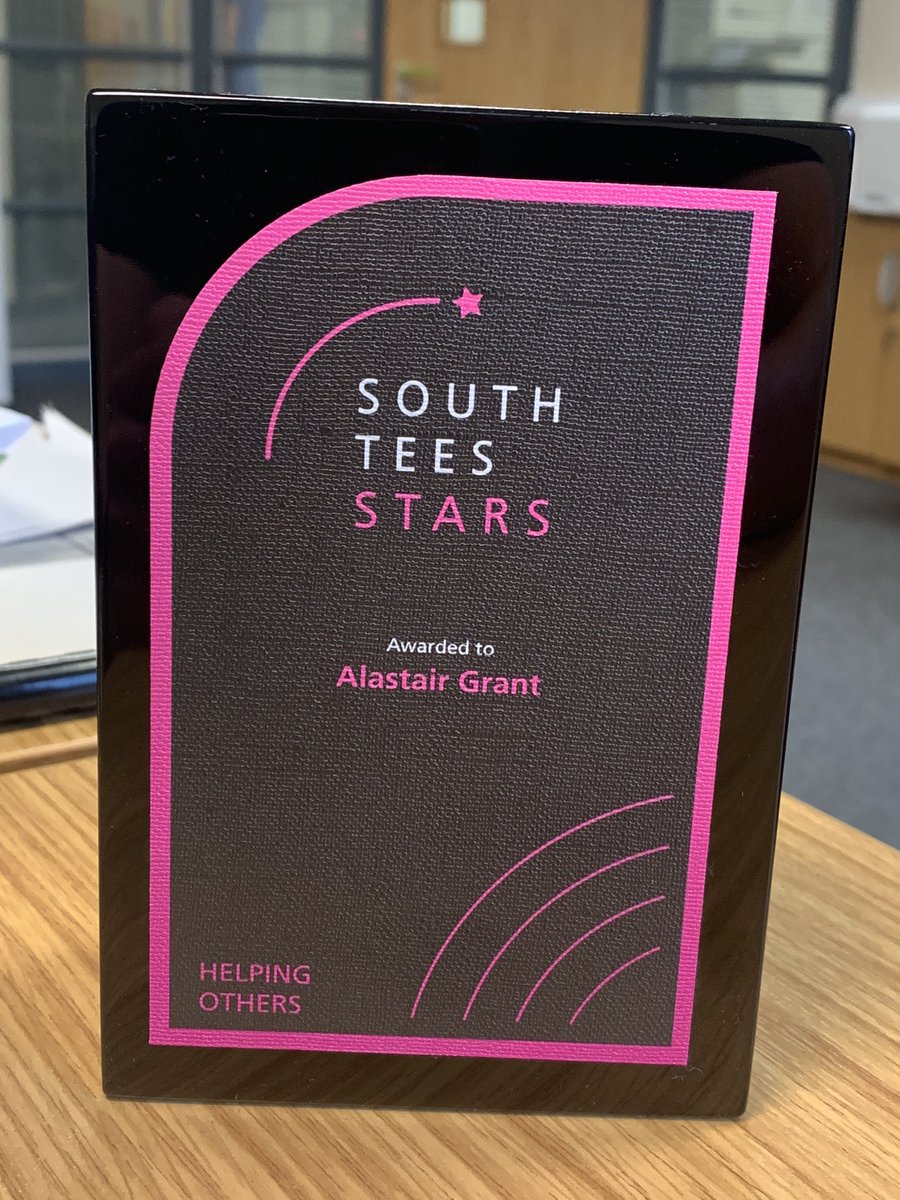 SOUTH
TEES
STARS
Awarded to
Alastair Grant
HELPING
OTHERS